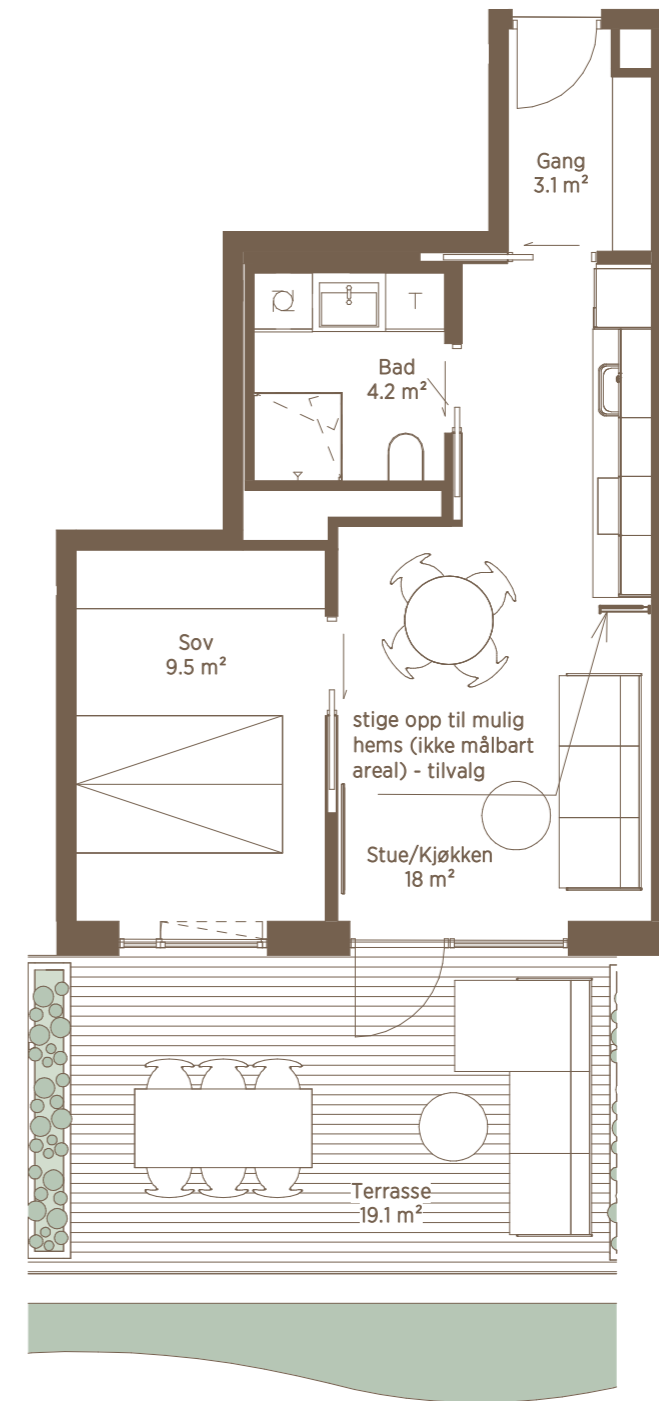 Gang
3.1 m²
T
Bad
4.2 m²
Sov
9.5 m²
stige opp til mulig
hems (ikke målbart
areal) - tilvalg
Stue/Kjøkken
18 m²
Terrasse
19.1 m²